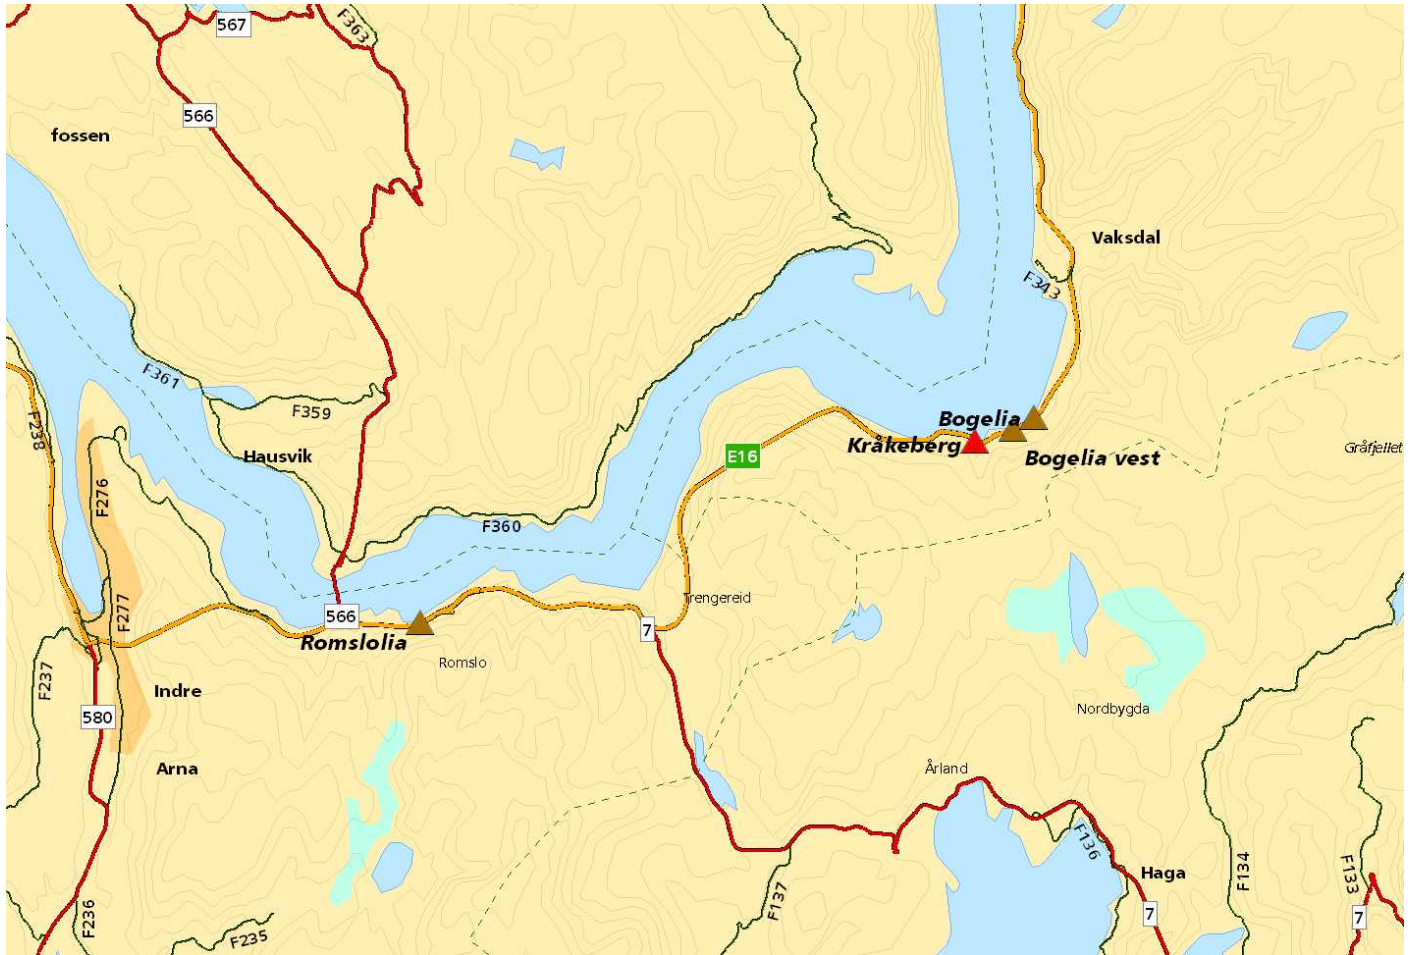 567
F363
566
fossen
Vaksdal
F343
F361
F359
F238
Bogelia
Kråkeberg
Bogelia vest
Gråfjellet
E16
Hausvik
F276
F360
Trengereid
F277
566
7
Romslolia
Romslo
F237
Indre
Arna
580
Nordbygda
Årland
F136
Haga
F134
F133
F137
7
7
F236
F235